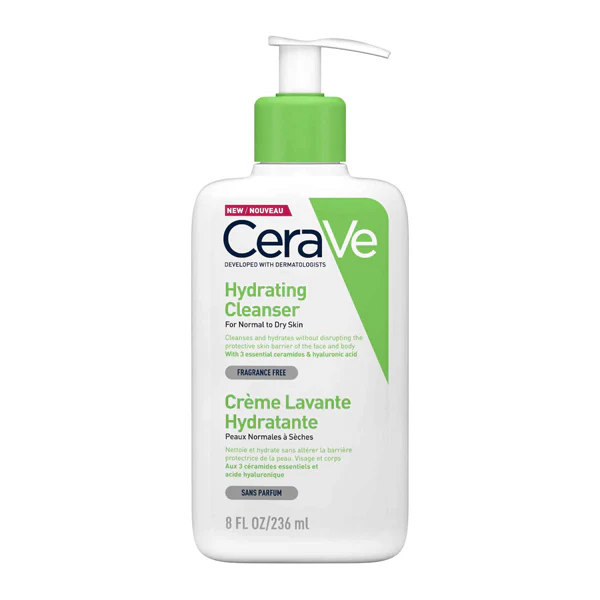 NEW / NOUVEAU
CeraVe
DEVELOPED WITH DERMATOLOGISTS
Hydrating
Cleanser
For Normal to Dry Skin
Cleanses and hydrates without disrupting the
protective skin barrier of the face and body
With 3 essential ceramides & hyaluronic acid
FRAGRANCE FREE
Crème Lavante
Hydratante
Peaux Normales à Sèches
Nettoie et hydrate sans altérer la barrière
protectrice de la peau. Visage et corps
Aux 3 céramides essentiels et
acide hyaluronique
SANS PARFUM
8 FL OZ/236 ml